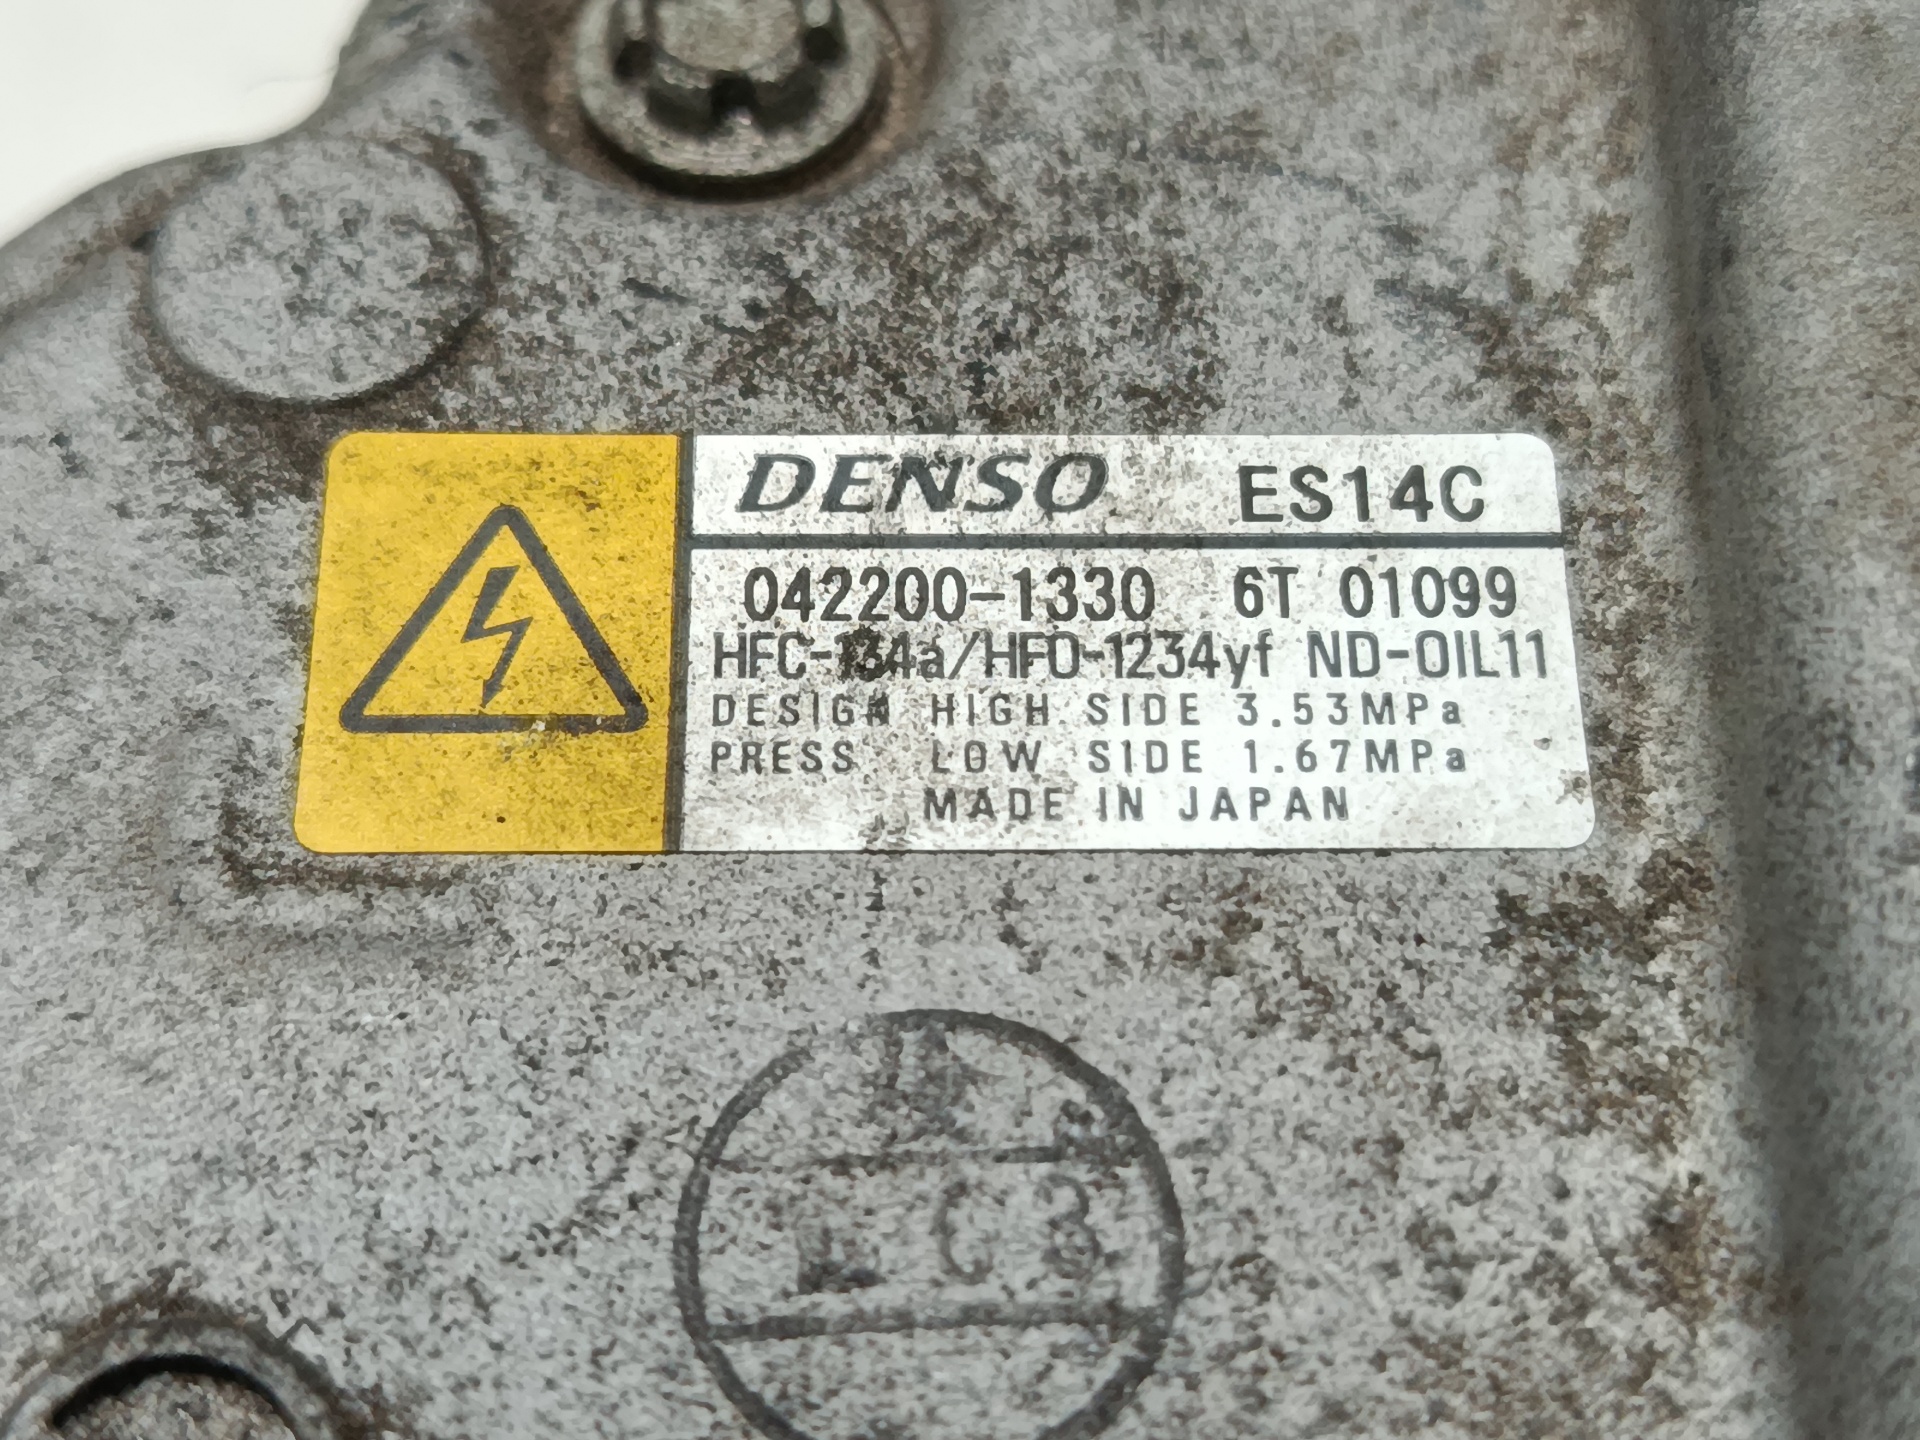 DENSO ES14C
042200-1330 6T 01099
HFC-134a/HFO-1234yf ND-OIL11
DESIGN HIGH SIDE 3.53MPa
PRESS LOW SIDE 1.67MPa
MADE IN JAPAN